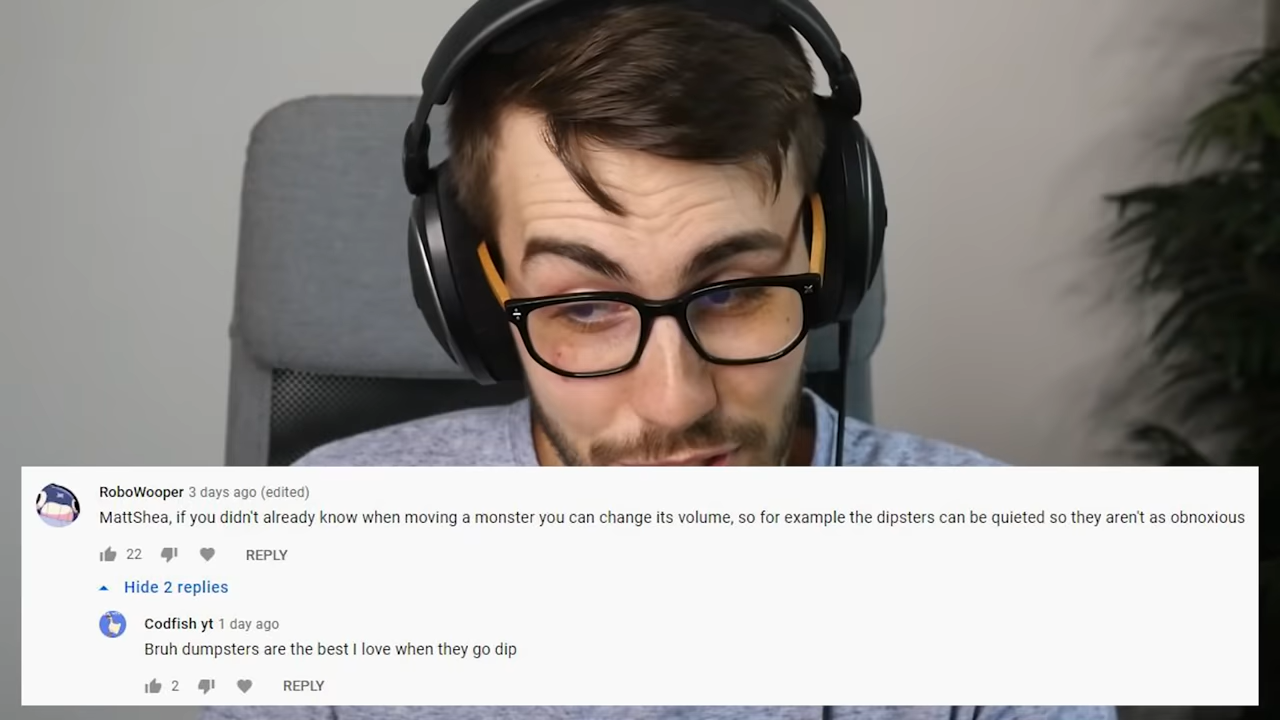 RoboWooper 3 days ago (edited)
MattShea, if you didn't already know when moving a monster you can change its volume, so for example the dipsters can be quieted so they aren't as obnoxious
22 REPLY
Hide 2 replies
Codfish yt 1 day ago
Bruh dumpsters are the best I love when they go dip
2 REPLY